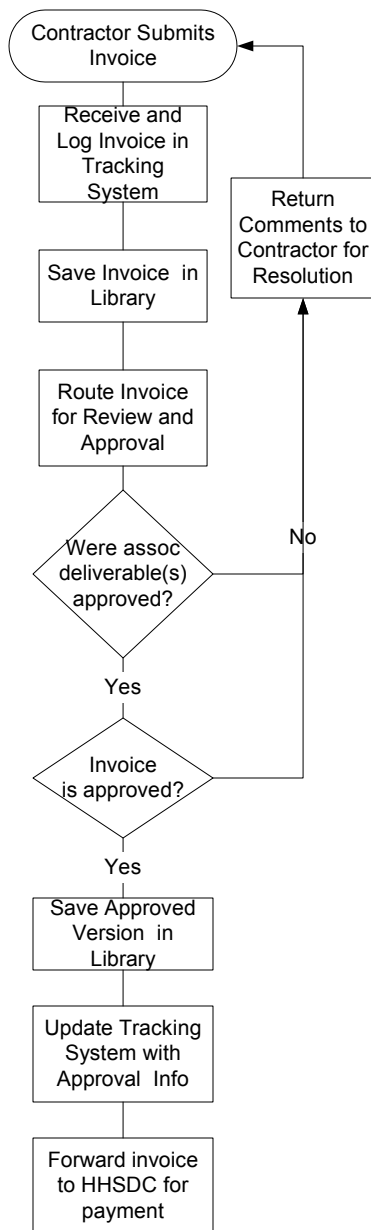 Contractor Submits
Invoice
Receive and
Log Invoice in
Tracking
System
Return
Comments to
Contractor for
Resolution
Save Invoice in
Library
Route Invoice
for Review and
Approval
Were assoc
deliverable(s)
approved?
No
Yes
Invoice
is approved?
Yes
Save Approved
Version in
Library
Update Tracking
System with
Approval Info
Forward invoice
to HHSDC for
payment